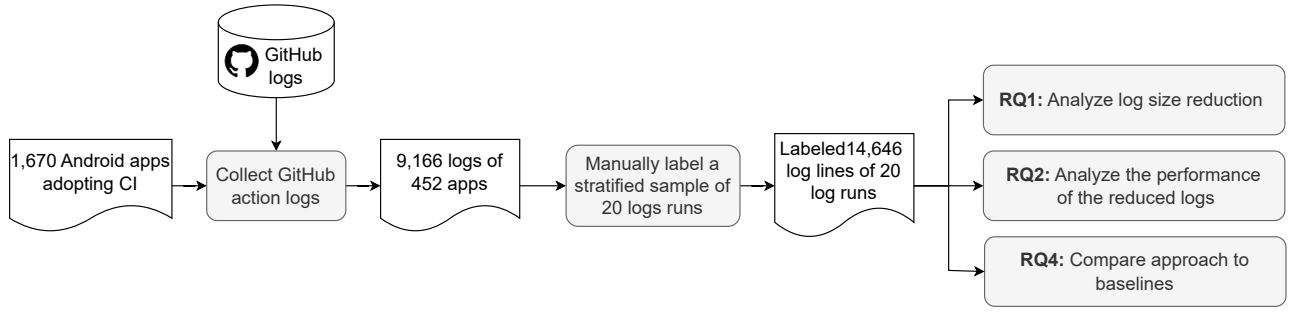 GitHub
logs
1,670 Android apps
adopting CI
Collect GitHub
action logs
9,166 logs of
452 apps
Manually label a
stratified sample of
20 logs runs
Labeled14,646
log lines of 20
log runs
RQ1: Analyze log size reduction
RQ2: Analyze the performance
of the reduced logs
RQ4: Compare approach to
baselines